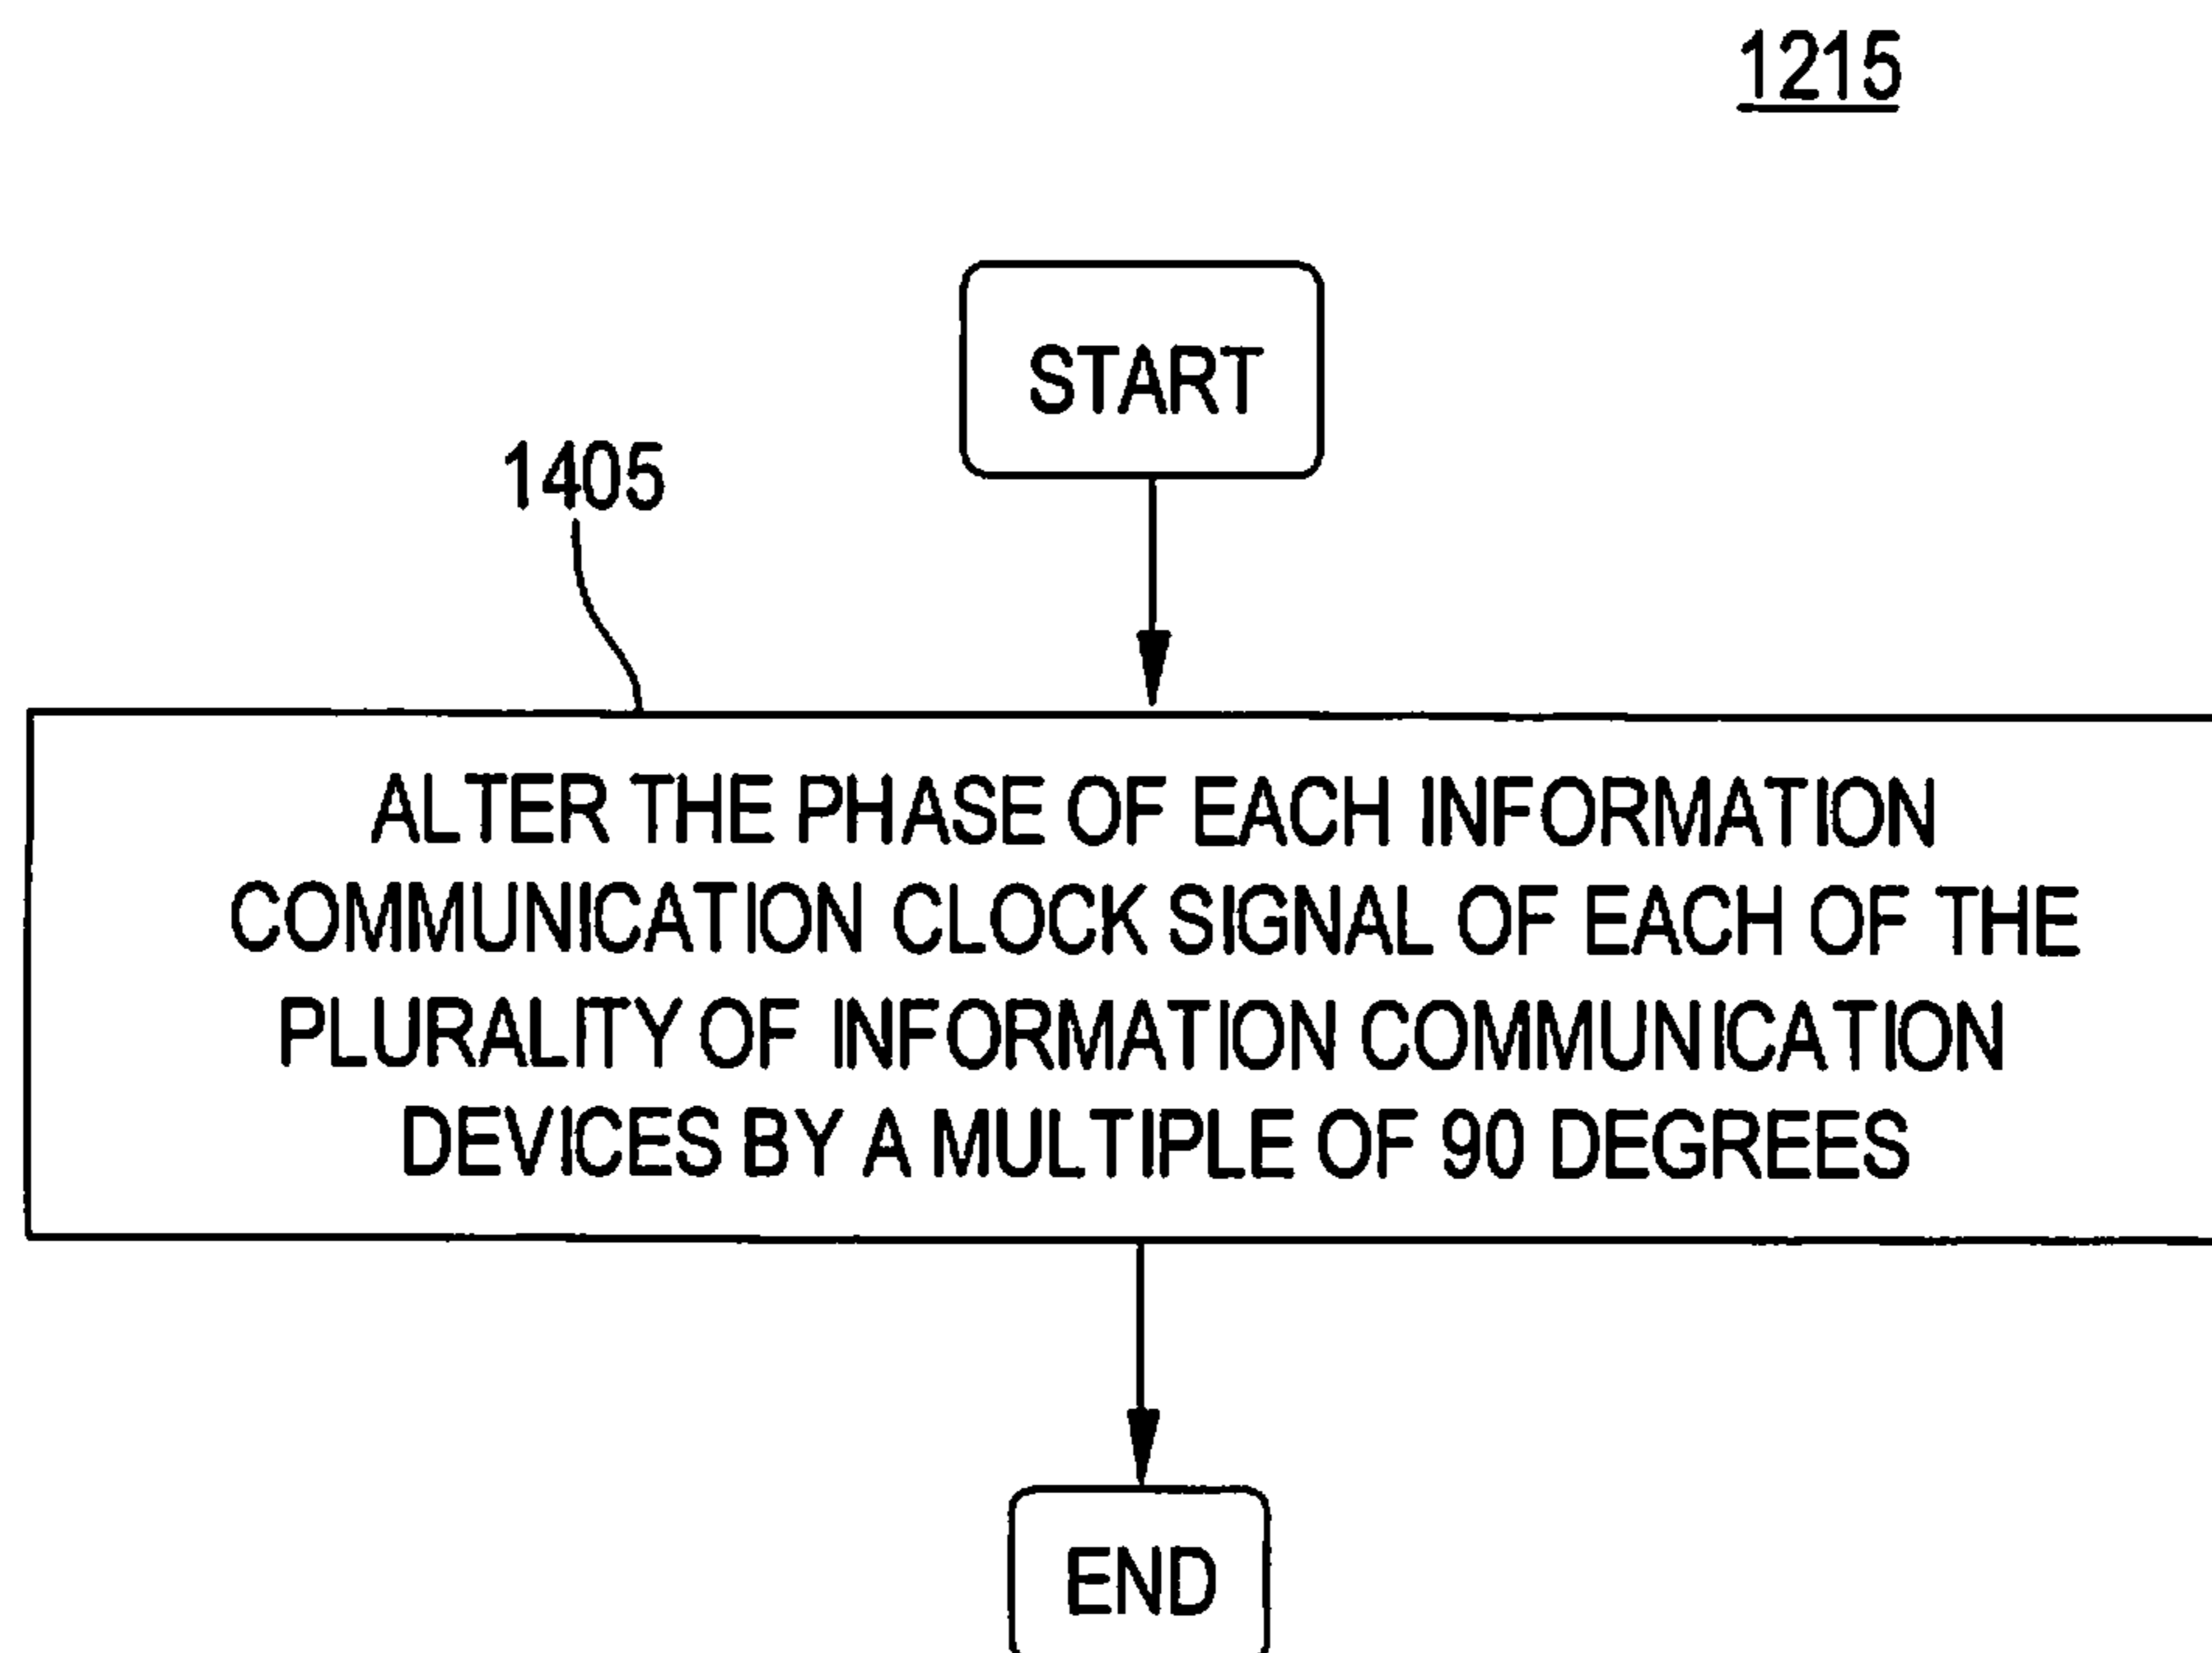 1215
START
1405
ALTER THE PHASE OF EACH INFORMATION
COMMUNICATION CLOCK SIGNAL OF EACH OF THE
PLURALITY OF INFORMATION COMMUNICATION
DEVICES BY A MULTIPLE OF 90 DEGREES
END